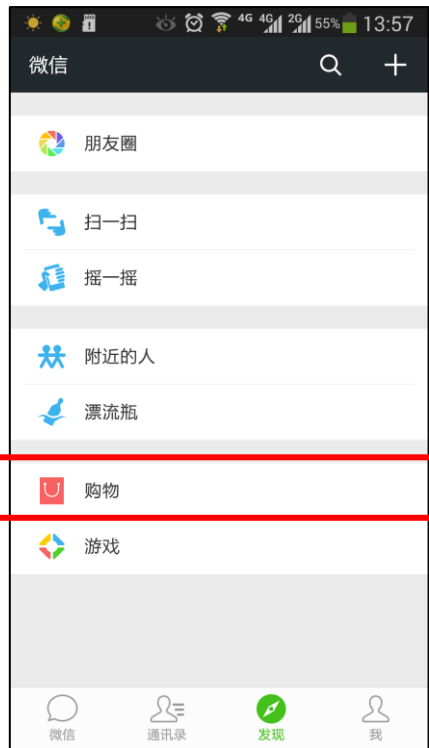 4G 4G 2G 55% 13:57
微信
朋友圈
扫一扫
摇一摇
附近的人
漂流瓶
购物
游戏
微信 通讯录 发现 我